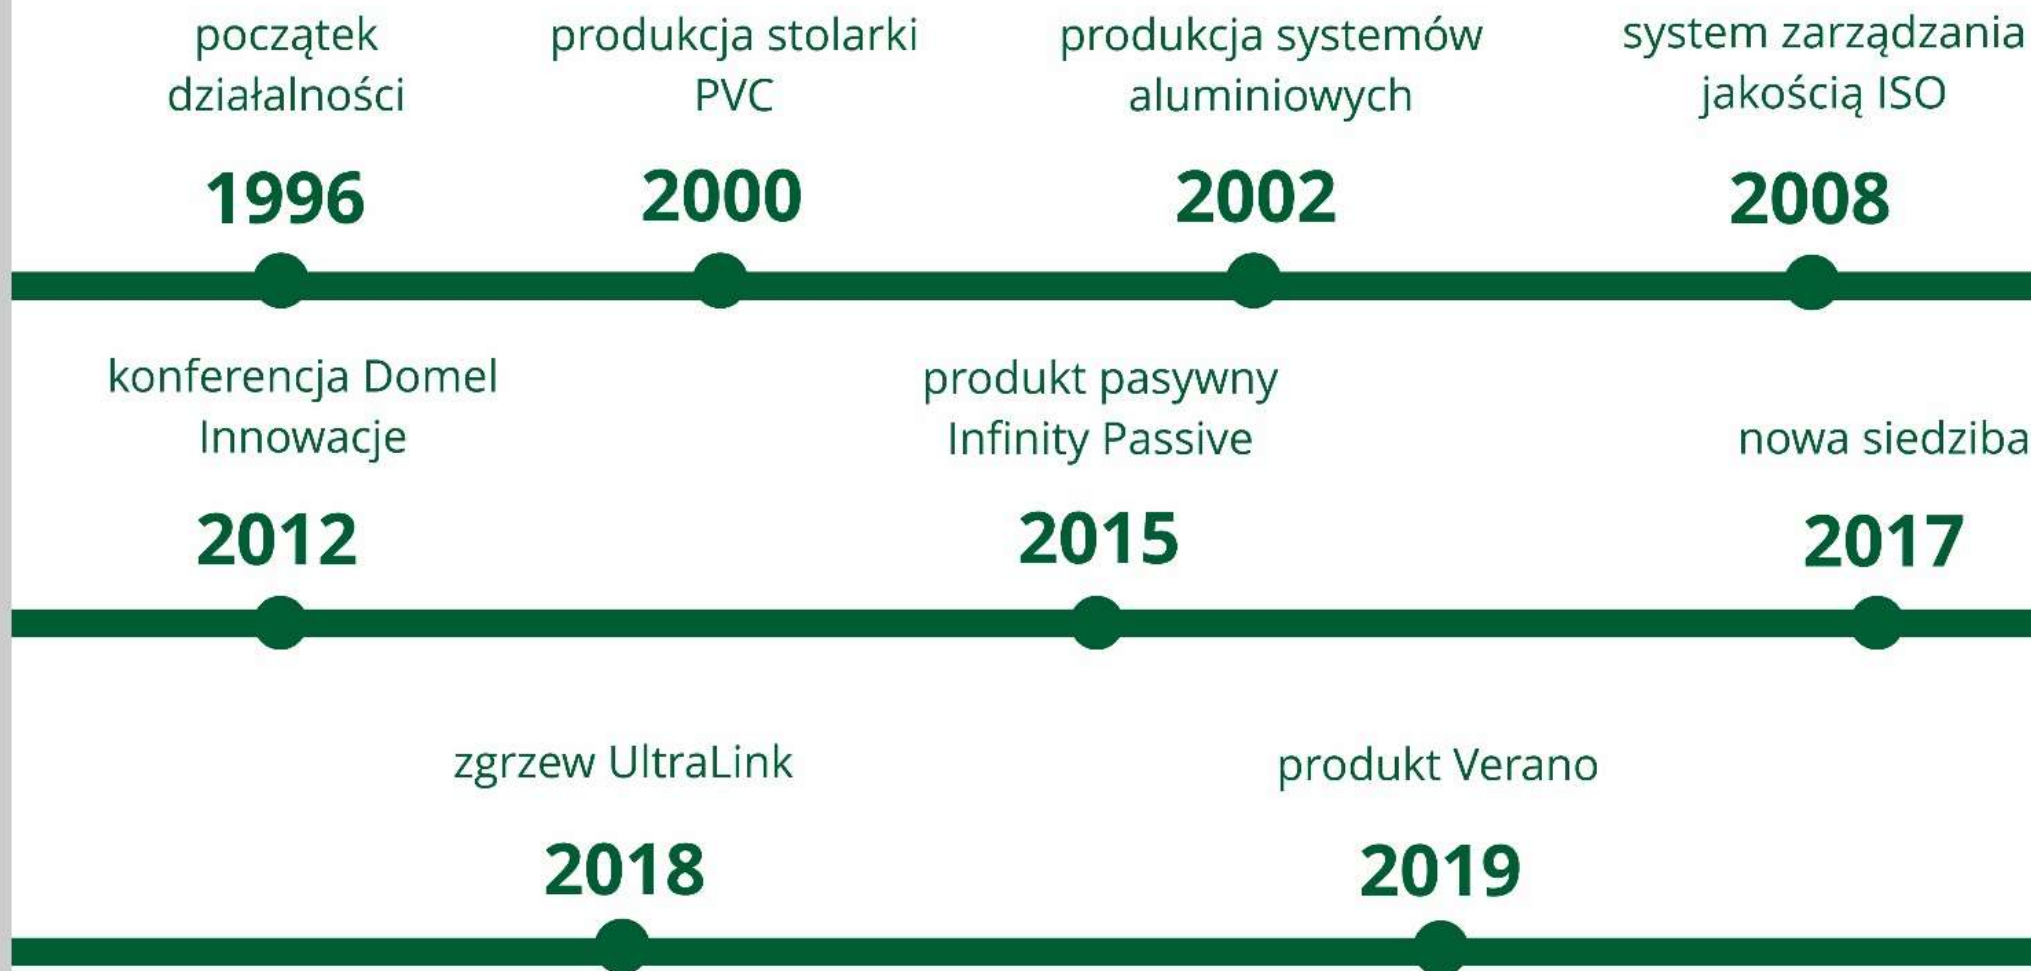 początek
działalności
1996
produkcja stolarki
PVC
2000
produkcja systemów
aluminiowych
2002
system zarządzania
jakością ISO
2008
konferencja Domel
Innowacje
2012
produkt pasywny
Infinity Passive
2015
nowa siedziba
2017
zgrzew UltraLink
2018
produkt Verano
2019